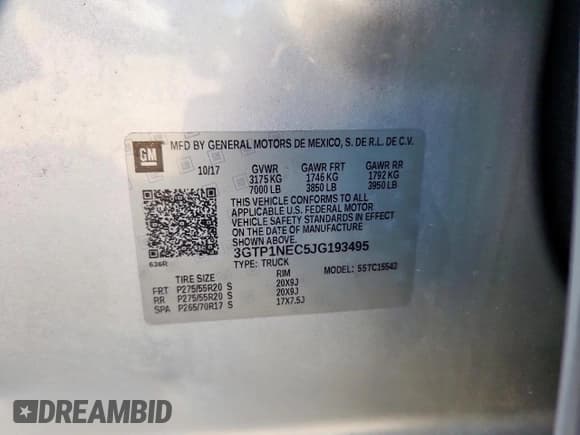 GM
MFD BY GENERAL MOTORS DE MEXICO, S. DE R.L. DE C.V.
10/17 GVWR GAWR FRT GAWR RR
3175 KG 1746 KG 1792 KG
7000 LB 3850 LB 3950 LB
THIS VEHICLE CONFORMS TO ALL
APPLICABLE U.S. FEDERAL MOTOR
VEHICLE SAFETY STANDARDS IN EFFECT ON
THE DATE OF MANUFACTURE SHOWN ABOVE.
3GTP1NEC5JG193495
636R TYPE: TRUCK MODEL: 5STC15543
TIRE SIZE RIM
FRT P275/55R20 S 20X9J
RR P275/55R20 S 20X9J
SPA P265/70R17 S 17X7.5J
DREAMBID